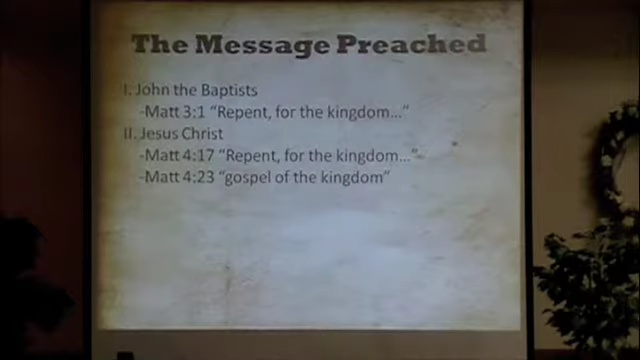 The Message Preached
I. John the Baptists
-Matt 3:1 “Repent, for the kingdom...”
II. Jesus Christ
-Matt 4:17 “Repent, for the kingdom...”
-Matt 4:23 “gospel of the kingdom”